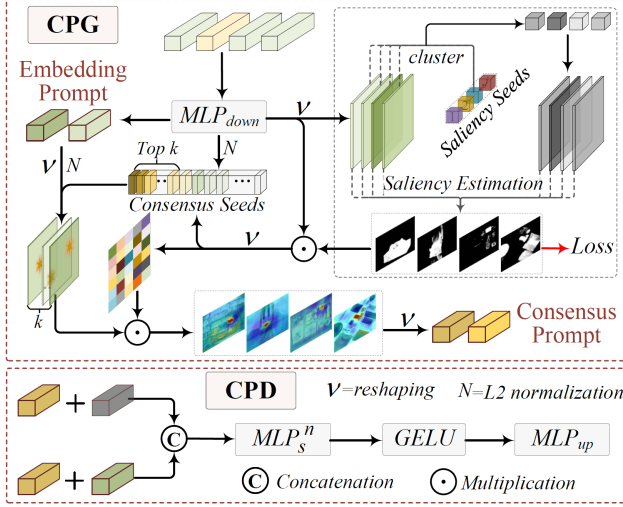 CPG
Embedding
Prompt
MLP_down
ν
cluster
Saliency Seeds
ν N
N
Top k
Consensus Seeds
Saliency Estimation
ν
Loss
k
ν
Consensus
Prompt
CPD
ν=reshaping
N=L2 normalization
C
MLP_s^n
GELU
MLP_up
C Concatenation
Multiplication